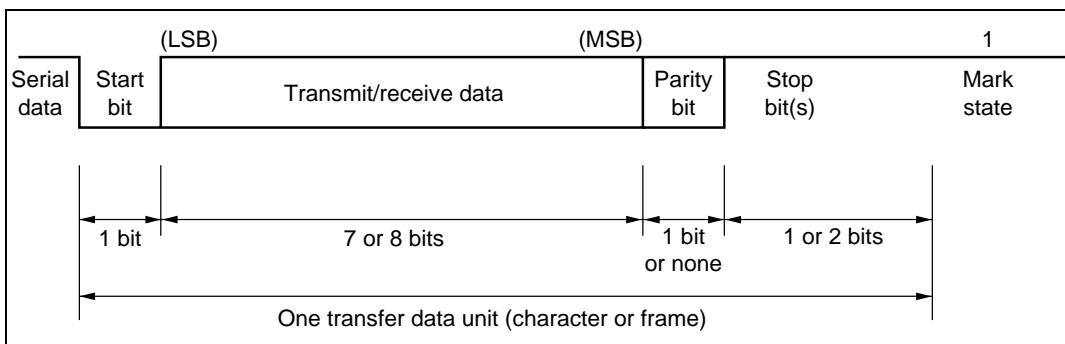 (LSB) (MSB) 1
Serial data
Start bit
Transmit/receive data
Parity bit
Stop bit(s)
Mark state
1 bit
7 or 8 bits
1 bit or none
1 or 2 bits
One transfer data unit (character or frame)